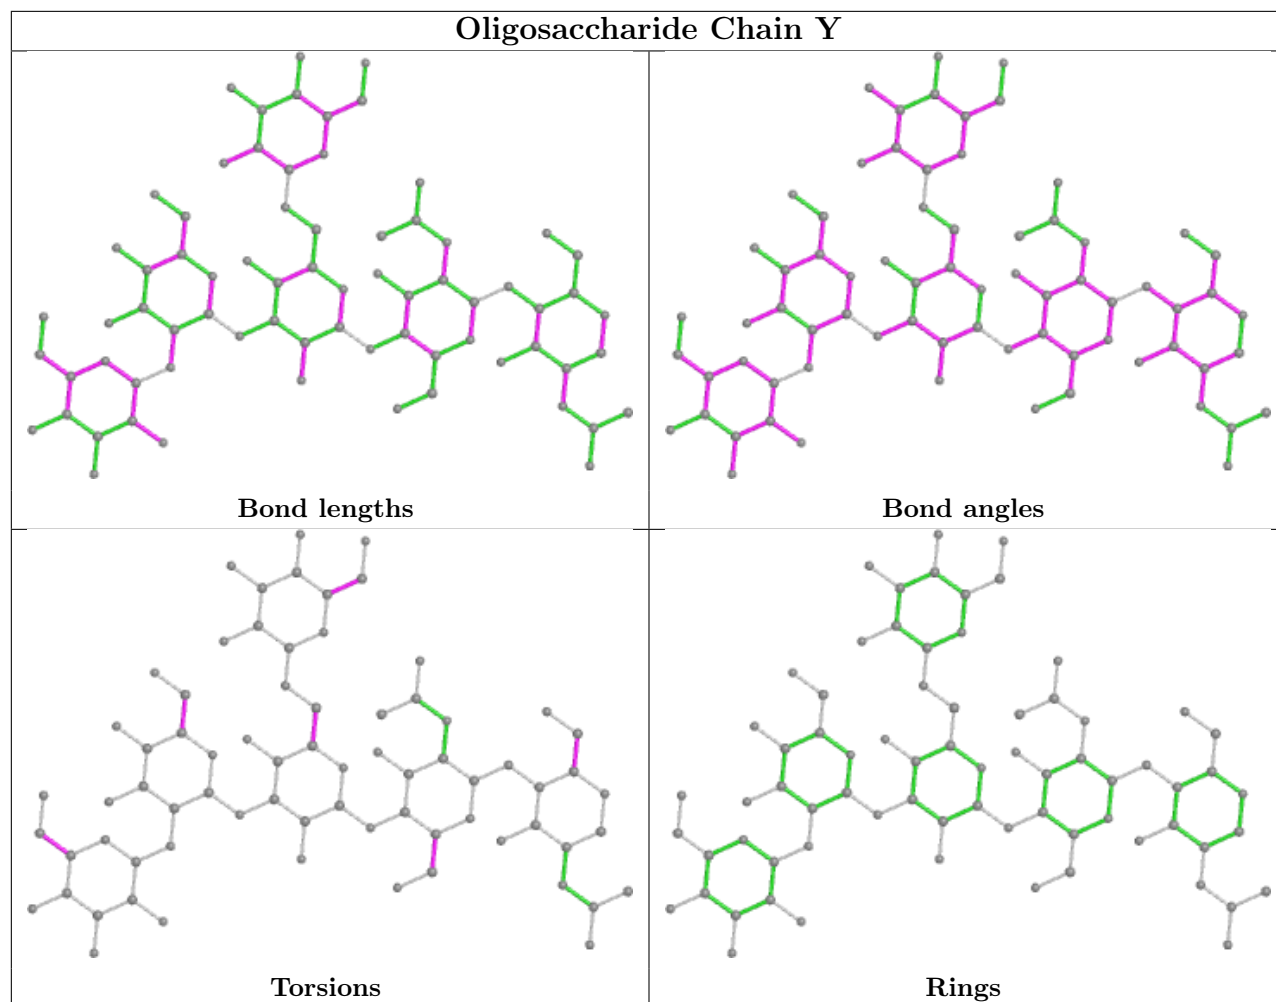 Oligosaccharide Chain Y
Bond lengths
Bond angles
Torsions
Rings